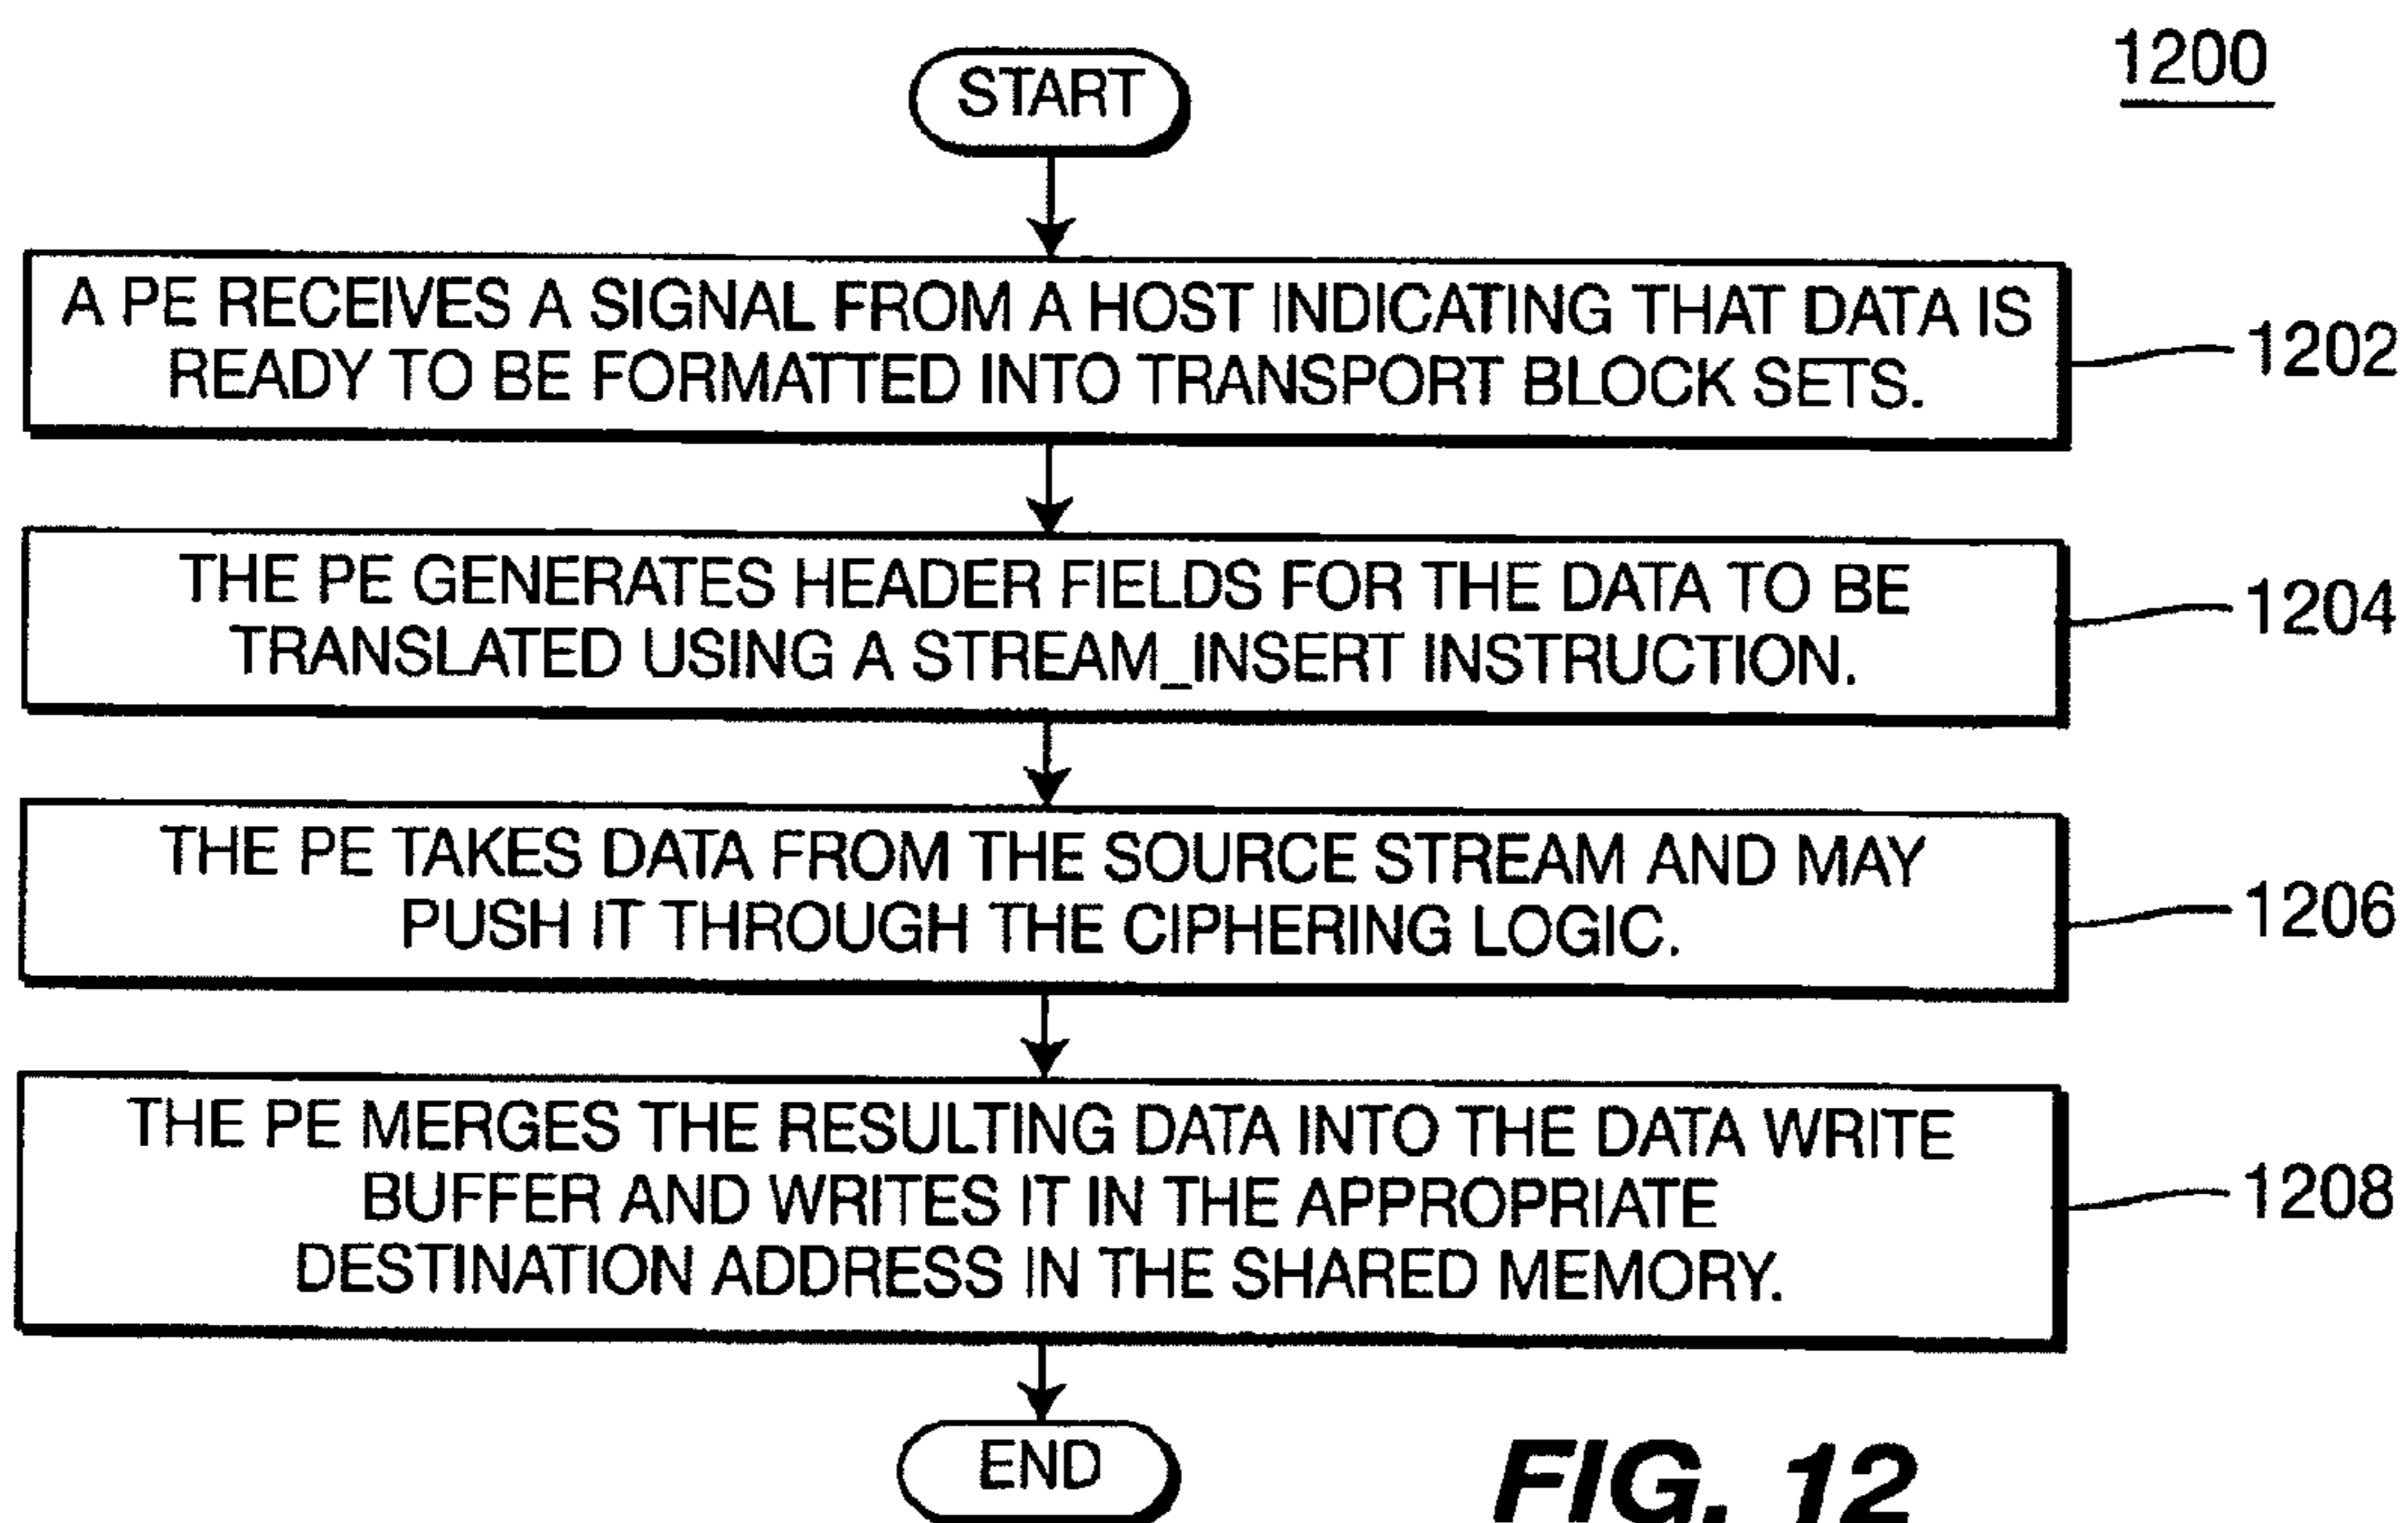 1200
START
A PE RECEIVES A SIGNAL FROM A HOST INDICATING THAT DATA IS
READY TO BE FORMATTED INTO TRANSPORT BLOCK SETS.
1202
THE PE GENERATES HEADER FIELDS FOR THE DATA TO BE
TRANSLATED USING A STREAM_INSERT INSTRUCTION.
1204
THE PE TAKES DATA FROM THE SOURCE STREAM AND MAY
PUSH IT THROUGH THE CIPHERING LOGIC.
1206
THE PE MERGES THE RESULTING DATA INTO THE DATA WRITE
BUFFER AND WRITES IT IN THE APPROPRIATE
DESTINATION ADDRESS IN THE SHARED MEMORY.
1208
END
FIG. 12